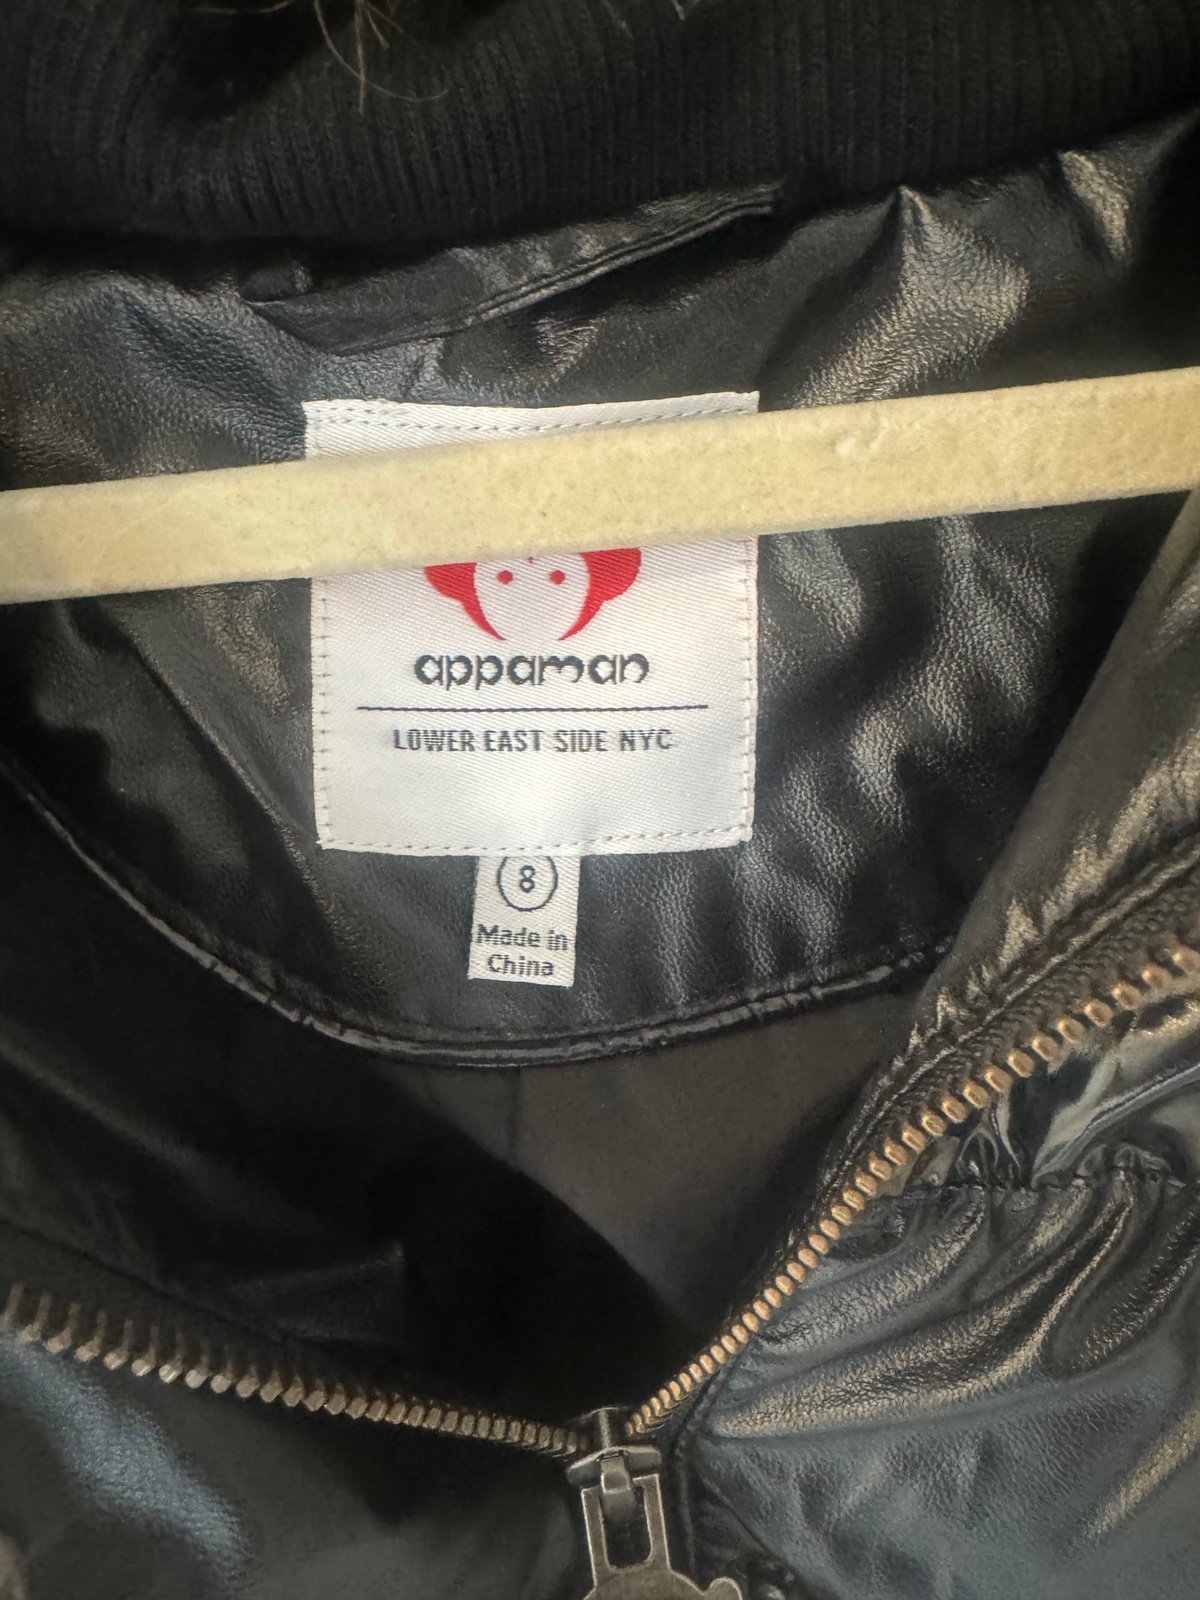 appaman
LOWER EAST SIDE NYC
8
Made in
China